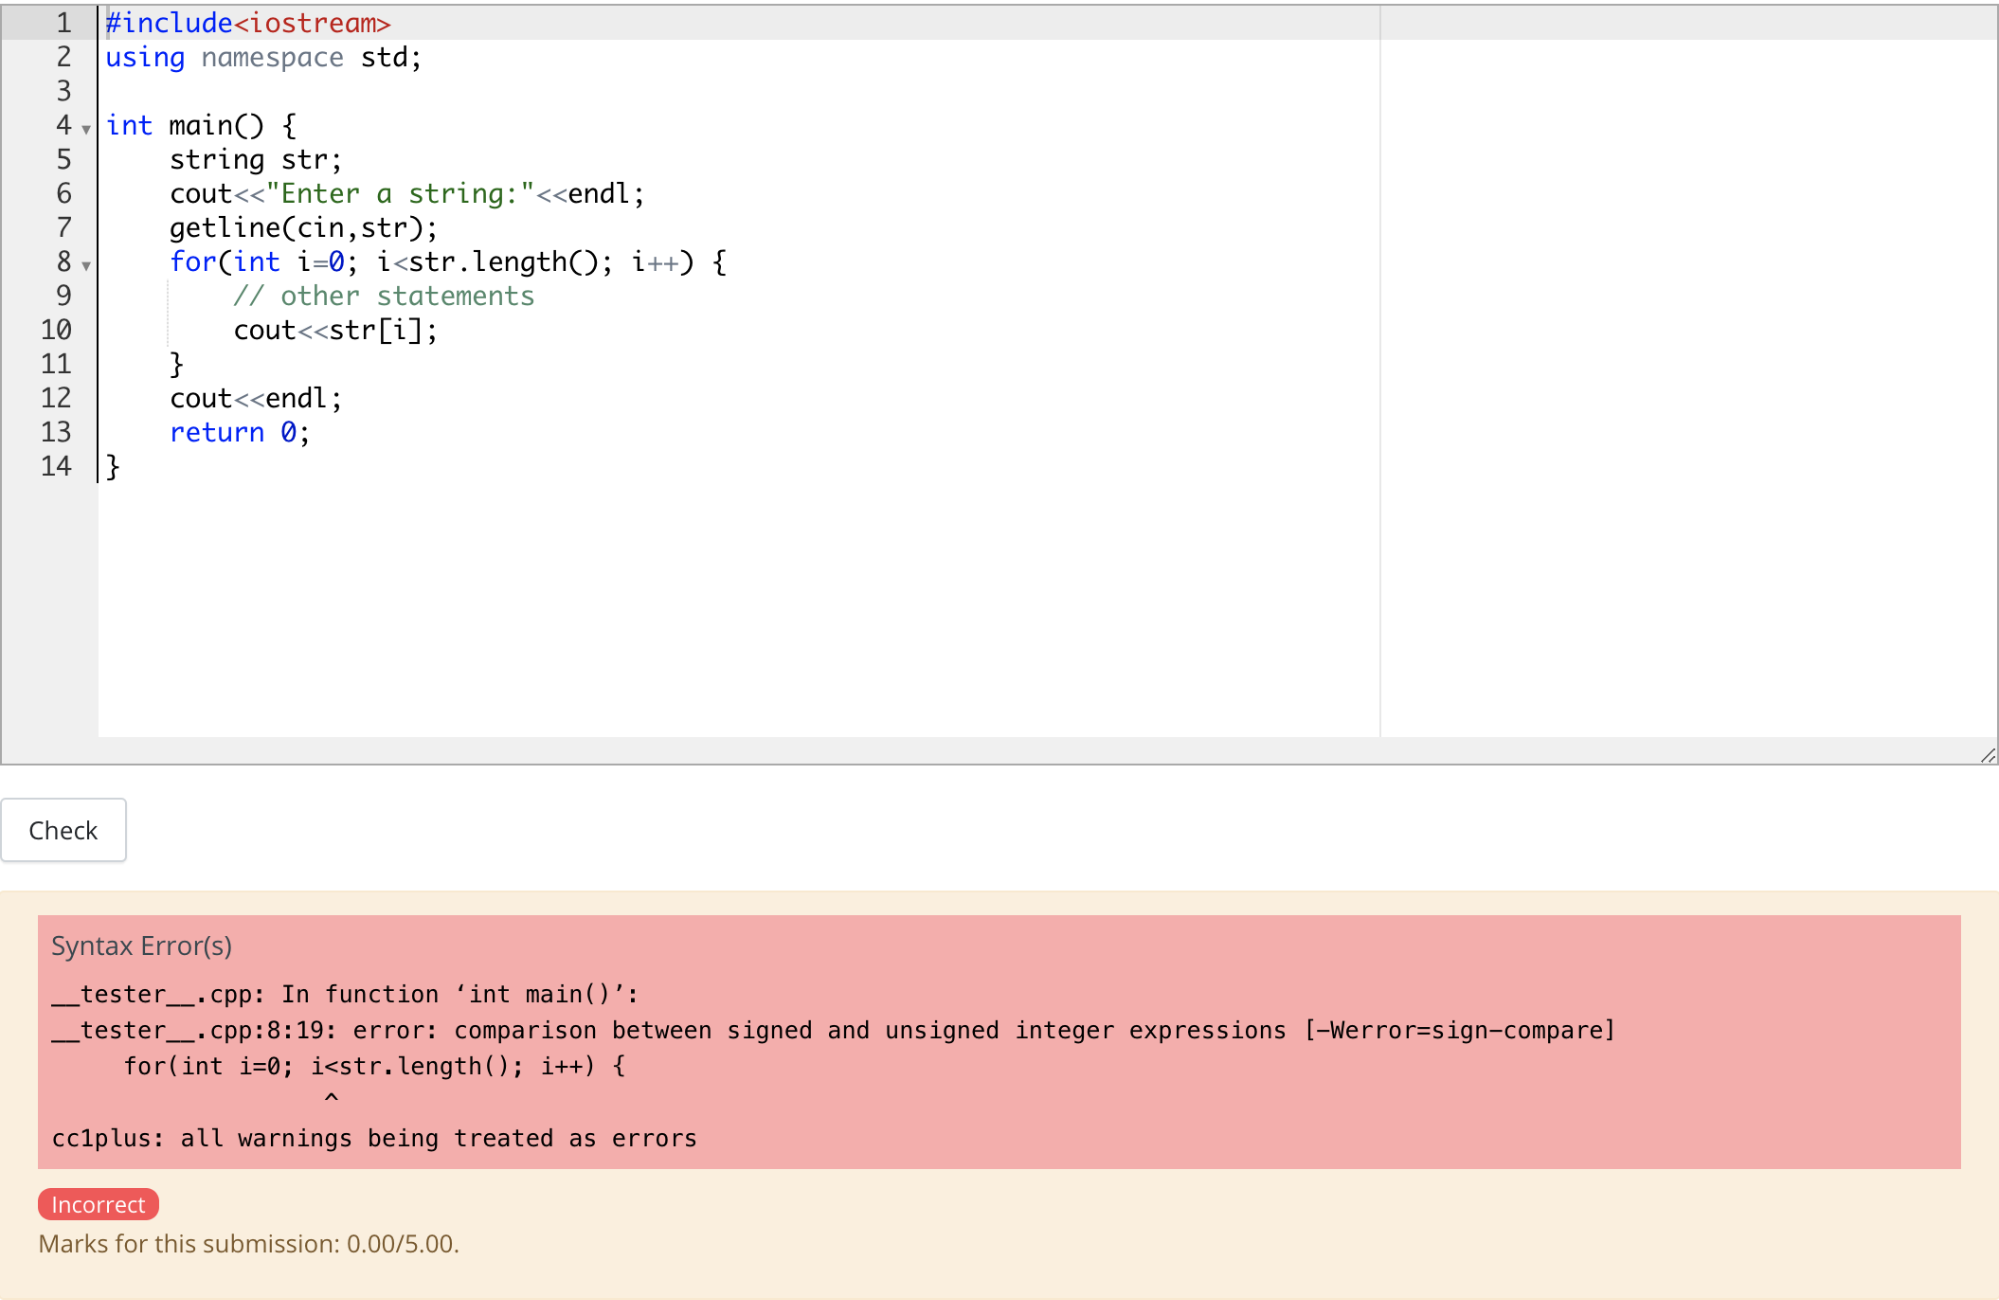 1 #include<iostream>
2 using namespace std;
3
4 int main() {
5     string str;
6     cout<<"Enter a string:"<<endl;
7     getline(cin,str);
8     for(int i=0; i<str.length(); i++) {
9         // other statements
10         cout<<str[i];
11     }
12     cout<<endl;
13     return 0;
14 }
Check
Syntax Error(s)
__tester__.cpp: In function ‘int main()’:
__tester__.cpp:8:19: error: comparison between signed and unsigned integer expressions [-Werror=sign-compare]
     for(int i=0; i<str.length(); i++) {
                   ^
cc1plus: all warnings being treated as errors
Incorrect
Marks for this submission: 0.00/5.00.